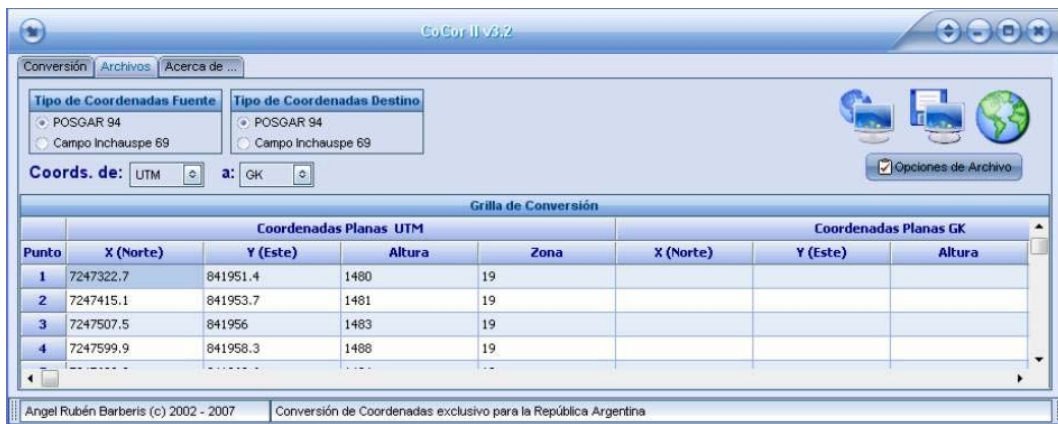 CoCor II v3.2
Conversión Archivos Acerca de ...
Tipo de Coordenadas Fuente Tipo de Coordenadas Destino
POSGAR 94 POSGAR 94
Campo Inchauspe 69 Campo Inchauspe 69
Coords. de: UTM a: GK Opciones de Archivo
Grilla de Conversión
Coordenadas Planas UTM Coordenadas Planas GK
Punto X (Norte) Y (Este) Altura Zona X (Norte) Y (Este) Altura
1 7247322.7 841951.4 1480 19
2 7247415.1 841953.7 1481 19
3 7247507.5 841956 1483 19
4 7247599.9 841958.3 1488 19
Angel Rubén Barberis (c) 2002 - 2007 Conversión de Coordenadas exclusivo para la República Argentina